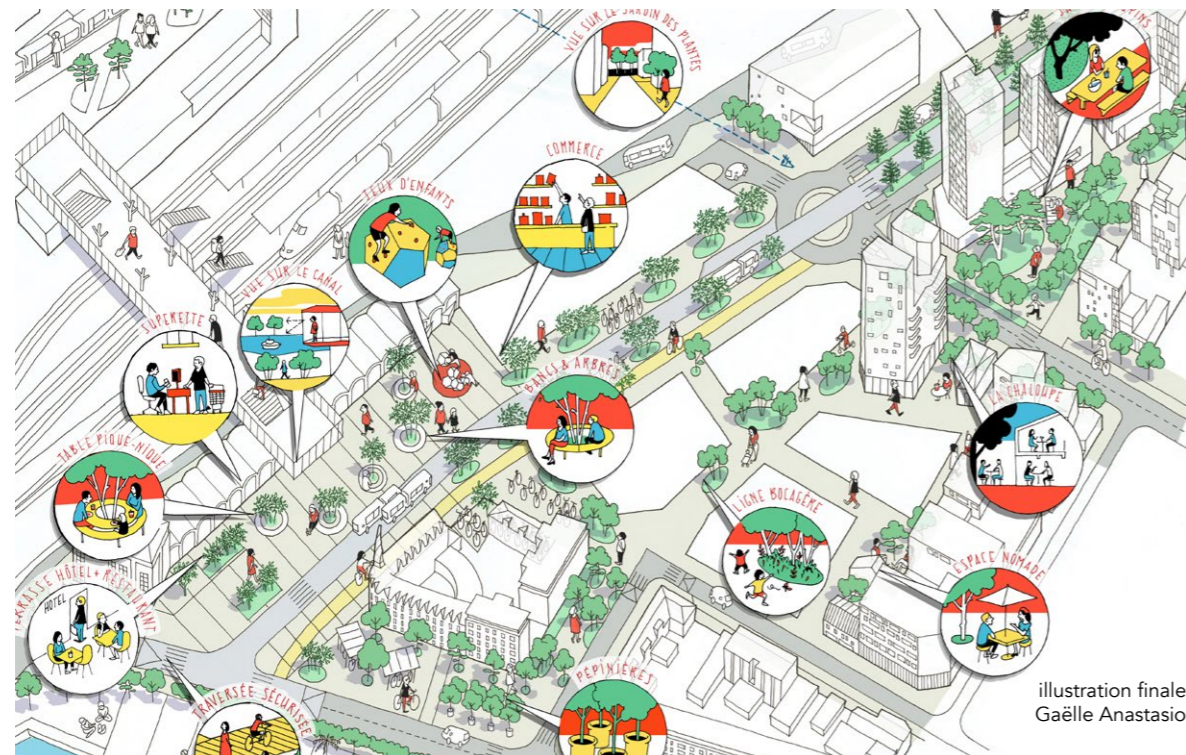 VUE SUR LE JARDIN DES PLANTES
COMMERCE
JEUX D'ENFANTS
VUE SUR LE CANAL
SUPERETTE
BANCS & ARBRES
LA CHALOUPE
TABLE PIQUE-NIQUE
LIGNE BOCAGÈRE
ESPACE NOMADE
TERRASSE HÔTEL + RESTAURANT
HOTEL
PÉPINIÈRES
TRAVERSÉE SÉCURISÉE
illustration finale
Gaëlle Anastasio